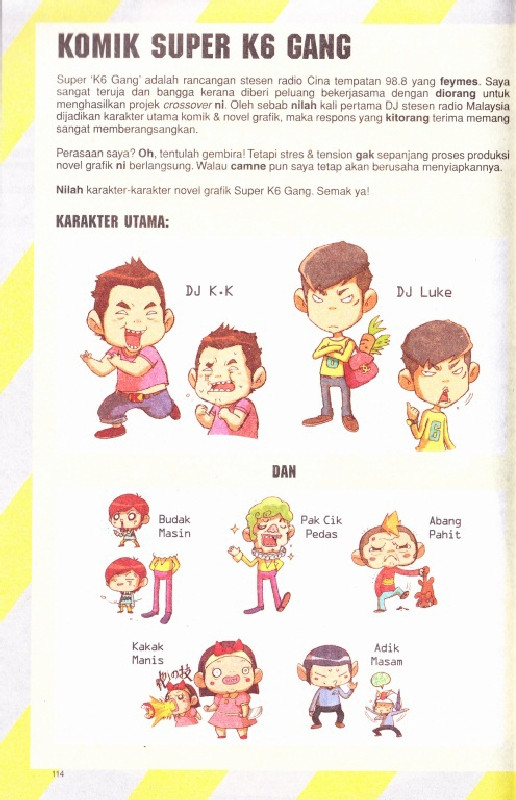 KOMIK SUPER K6 GANG
Super 'K6 Gang' adalah rancangan stesen radio Cina tempatan 98.8 yang feymes. Saya
sangat teruja dan bangga kerana diberi peluang bekerjasama dengan diorang untuk
menghasilkan projek crossover ni. Oleh sebab nilah kali pertama DJ stesen radio Malaysia
dijadikan karakter utama komik & novel grafik, maka respons yang kitorang terima memang
sangat memberangsangkan.
Perasaan saya? Oh, tentulah gembira! Tetapi stres & tension gak sepanjang proses produksi
novel grafik ni berlangsung. Walau camne pun saya tetap akan berusaha menyiapkannya.
Nilah karakter-karakter novel grafik Super K6 Gang. Semak ya!
KARAKTER UTAMA:
DJ K.K
DJ Luke
6
6
DAN
Budak
Masin
Pak Cik
Pedas
Abang
Pahit
Kakak
Manis
Adik
Masam
114